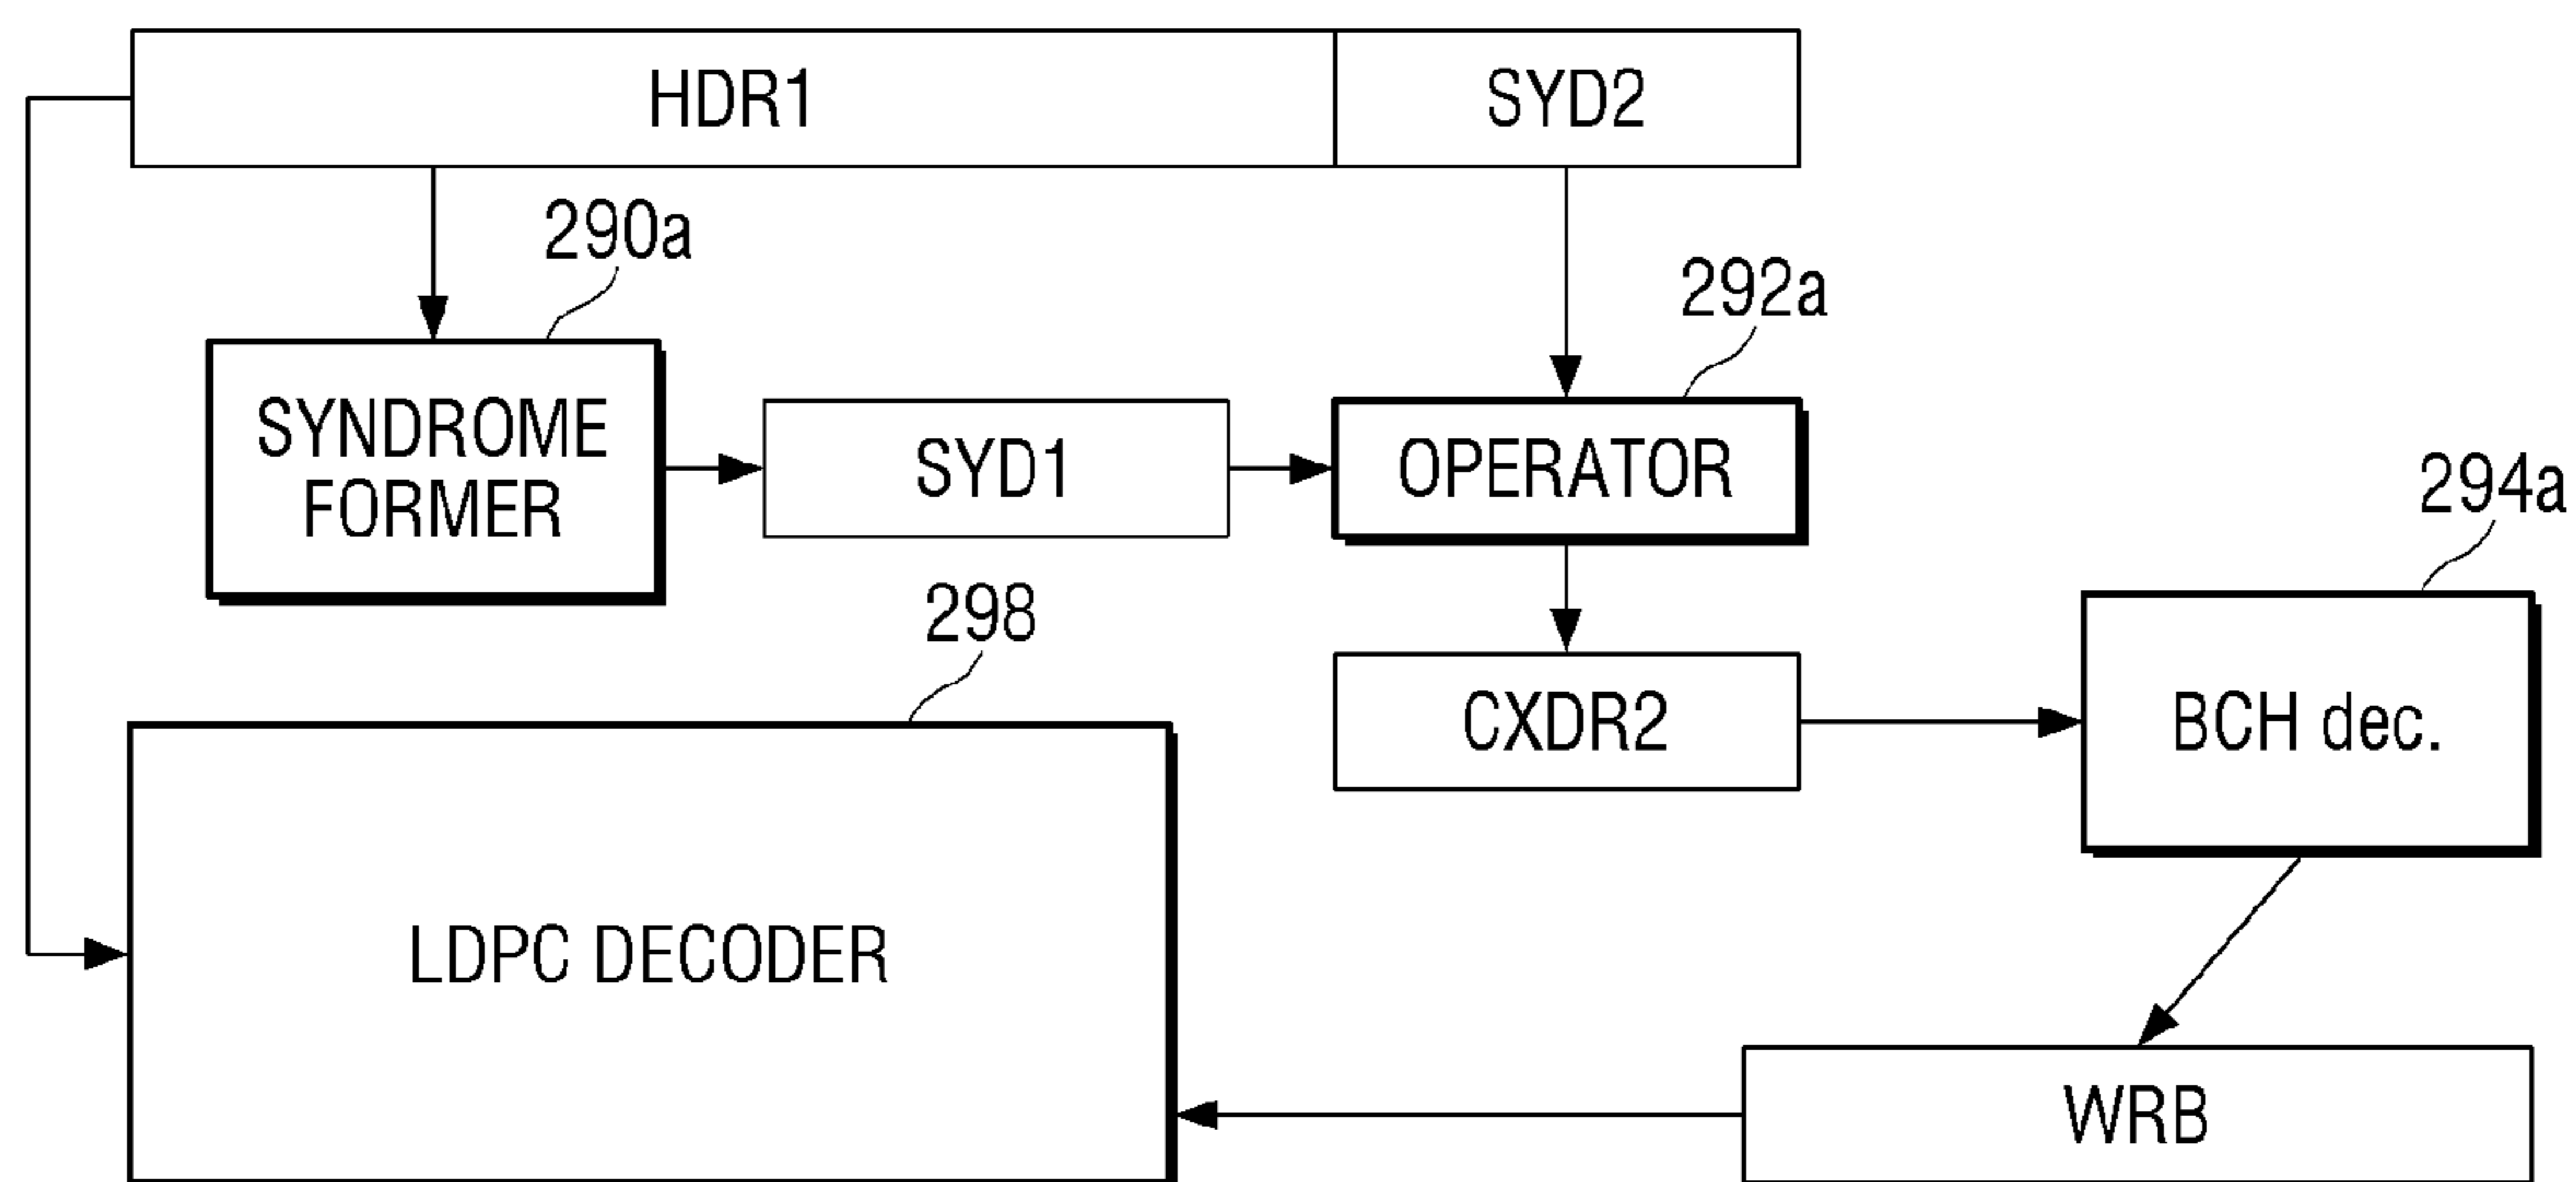 HDR1
SYD2
290a
292a
SYNDROME
FORMER
SYD1
OPERATOR
294a
298
CXDR2
BCH dec.
LDPC DECODER
WRB